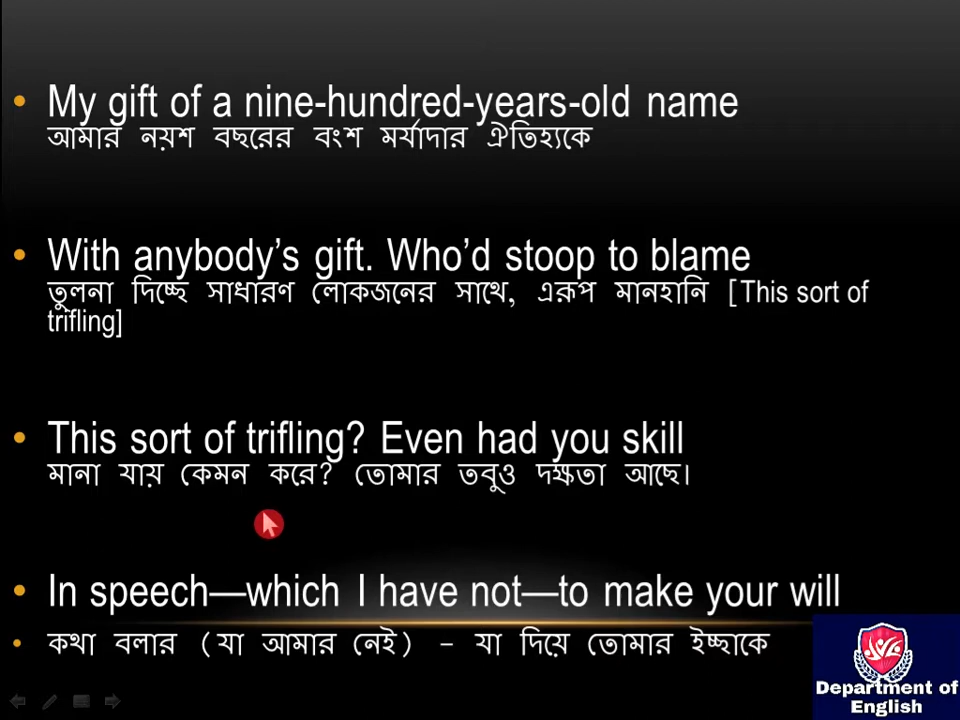 • My gift of a nine-hundred-years-old name
আমার নয়শ বছরের বংশ মর্যাদার ঐতিহ্যকে
• With anybody’s gift. Who’d stoop to blame
তুলনা দিচ্ছে সাধারণ লোকজনের সাথে, এরূপ মানহানি [This sort of
trifling]
• This sort of trifling? Even had you skill
মানা যায় কেমন করে? তোমার তবুও দক্ষতা আছে।
• In speech—which I have not—to make your will
• কথা বলার (যা আমার নেই) – যা দিয়ে তোমার ইচ্ছাকে
Department of
English